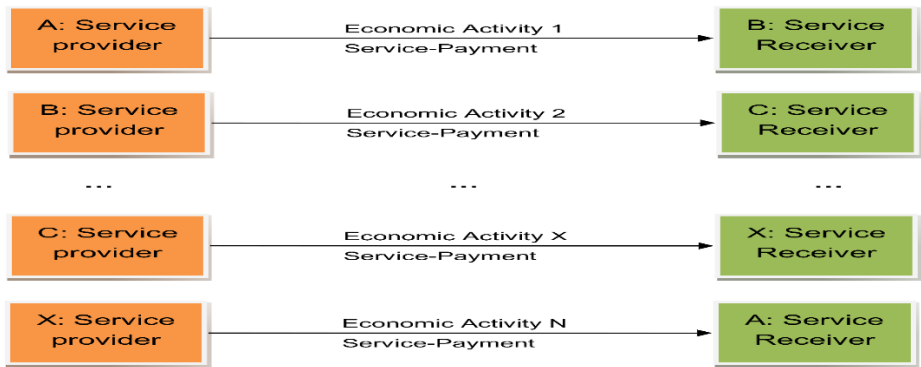 A: Service
provider
Economic Activity 1
Service-Payment
B: Service
Receiver
B: Service
provider
Economic Activity 2
Service-Payment
C: Service
Receiver
... ... ...
C: Service
provider
Economic Activity X
Service-Payment
X: Service
Receiver
X: Service
provider
Economic Activity N
Service-Payment
A: Service
Receiver